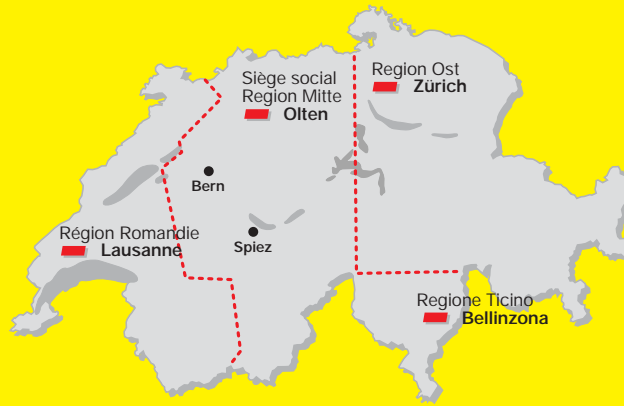 Siège social
Region Mitte
Olten
Region Ost
Zürich
Bern
Région Romandie
Lausanne
Spiez
Regione Ticino
Bellinzona